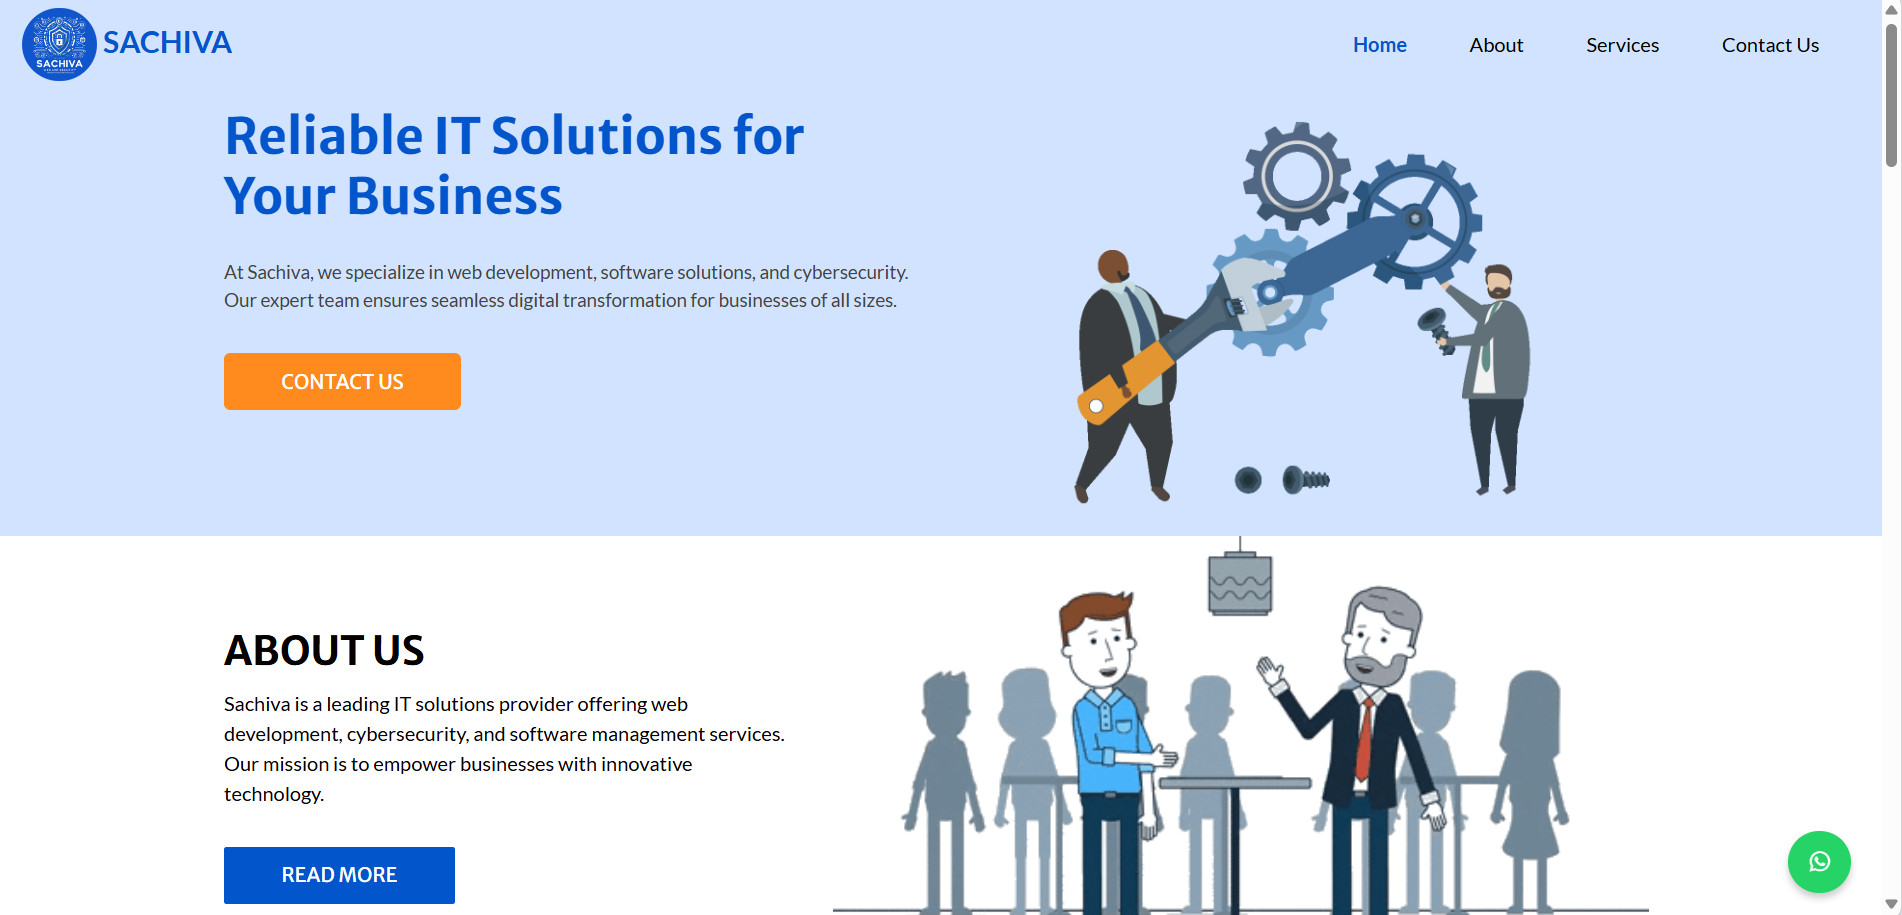 SACHIVA
SACHIVA
Home
About
Services
Contact Us
Reliable IT Solutions for
Your Business
At Sachiva, we specialize in web development, software solutions, and cybersecurity.
Our expert team ensures seamless digital transformation for businesses of all sizes.
CONTACT US
ABOUT US
Sachiva is a leading IT solutions provider offering web
development, cybersecurity, and software management services.
Our mission is to empower businesses with innovative
technology.
READ MORE